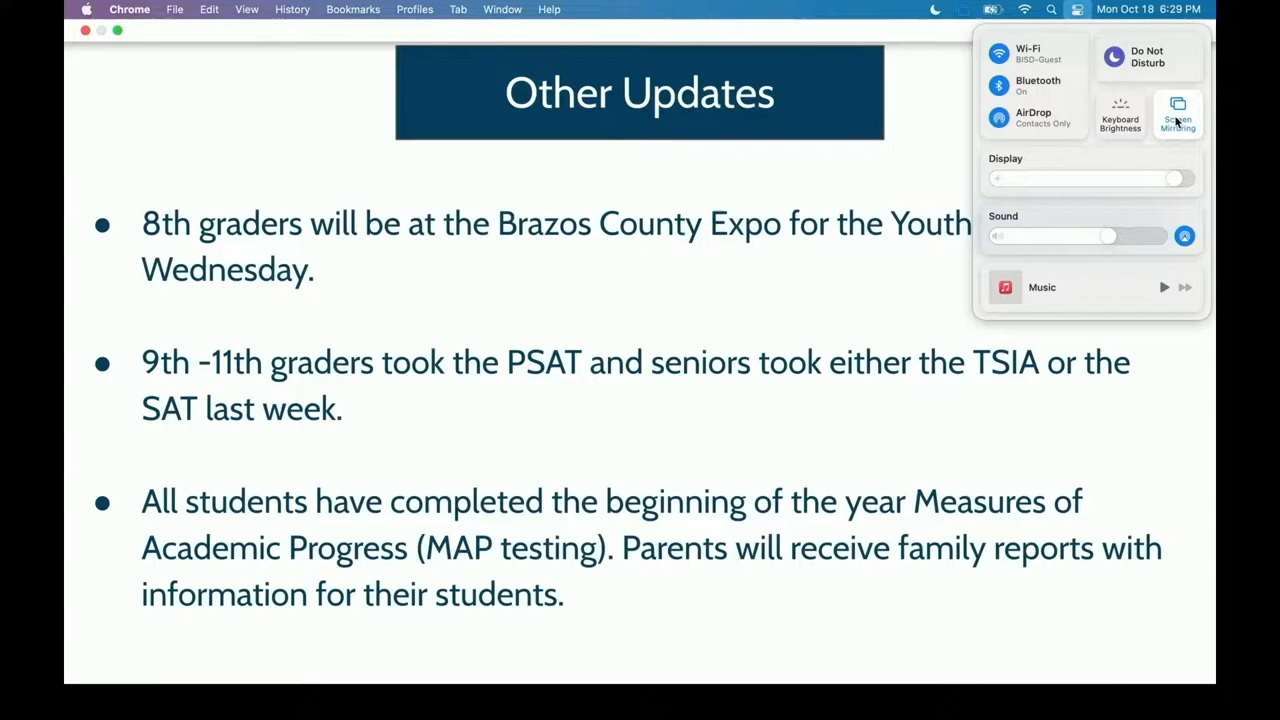 Chrome File Edit View History Bookmarks Profiles Tab Window Help Mon Oct 18 6:29 PM
Other Updates
Wi-Fi
BISD-Guest
Bluetooth
On
AirDrop
Contacts Only
Do Not
Disturb
Keyboard
Brightness
Screen
Mirroring
Display
Sound
Music
● 8th graders will be at the Brazos County Expo for the Youth
Wednesday.
● 9th -11th graders took the PSAT and seniors took either the TSIA or the
SAT last week.
● All students have completed the beginning of the year Measures of
Academic Progress (MAP testing). Parents will receive family reports with
information for their students.